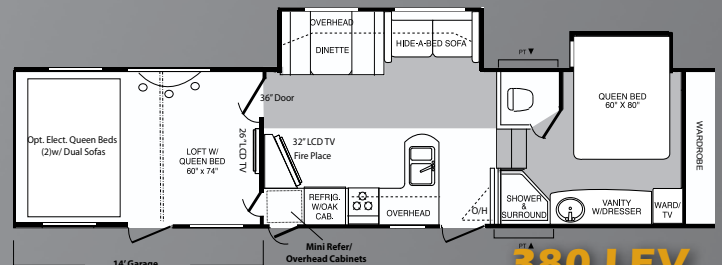 OVERHEAD
DINETTE
HIDE-A-BED SOFA
PT ▼
QUEEN BED
60" X 80"
WARDROBE
36" Door
Opt. Elect. Queen Beds
(2)w/ Dual Sofas
LOFT W/
QUEEN BED
60" x 74"
26" LCD TV
32" LCD TV
Fire Place
REFRIG.
W/OAK
CAB.
OVERHEAD
O/H
SHOWER
&
SURROUND
VANITY
W/DRESSER
WARD/
TV
Mini Refer/
Overhead Cabinets
PT ▲
14' Garage
380 LEV